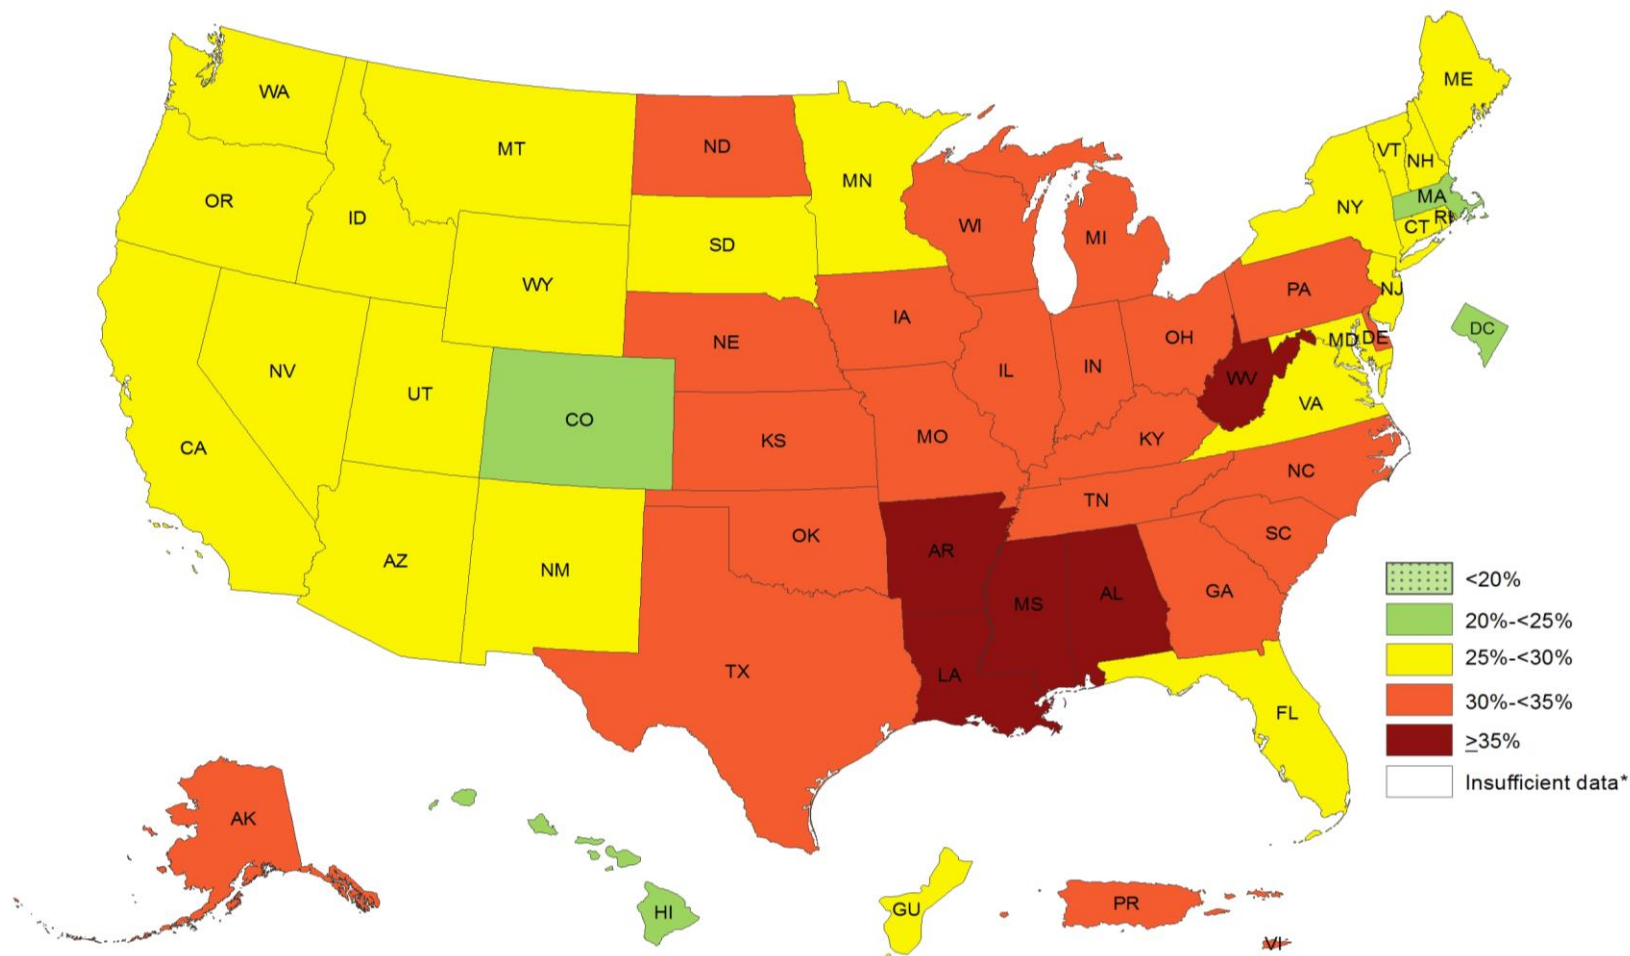 WA
MT
ND
MN
ME
VT
NH
OR
ID
SD
WI
MI
NY
MA
CT
RI
WY
IA
PA
NJ
NE
OH
MD
DE
DC
NV
UT
CO
IL
IN
WV
VA
CA
KS
MO
KY
NC
TN
AZ
NM
OK
AR
SC
MS
AL
GA
TX
LA
FL
<20%
20%-<25%
25%-<30%
30%-<35%
≥35%
Insufficient data*
AK
HI
GU
PR
VI